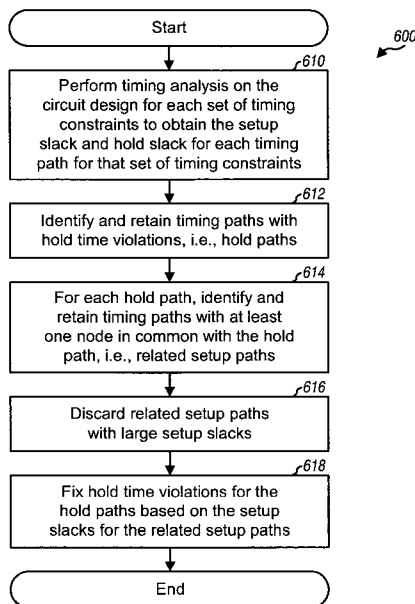 Start
600
610
Perform timing analysis on the
circuit design for each set of timing
constraints to obtain the setup
slack and hold slack for each timing
path for that set of timing constraints
612
Identify and retain timing paths with
hold time violations, i.e., hold paths
614
For each hold path, identify and
retain timing paths with at least
one node in common with the hold
path, i.e., related setup paths
616
Discard related setup paths
with large setup slacks
618
Fix hold time violations for the
hold paths based on the setup
slacks for the related setup paths
End